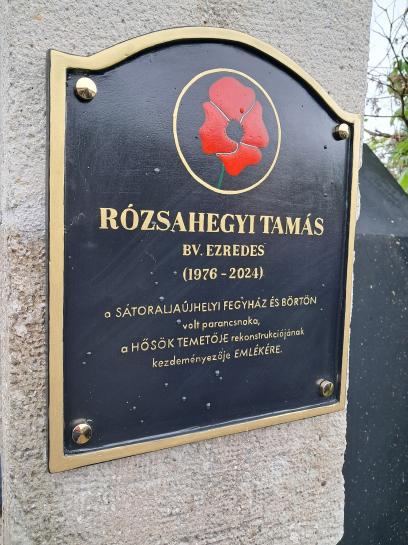 RÓZSAHEGYI TAMÁS
BV. EZREDES
(1976 - 2024)
a SÁTORALJAÚJHELYI FEGYHÁZ ÉS BÖRTÖN
volt parancsnoka,
a HŐSÖK TEMETŐJE rekonstrukciójának
kezdeményezője EMLÉKÉRE.